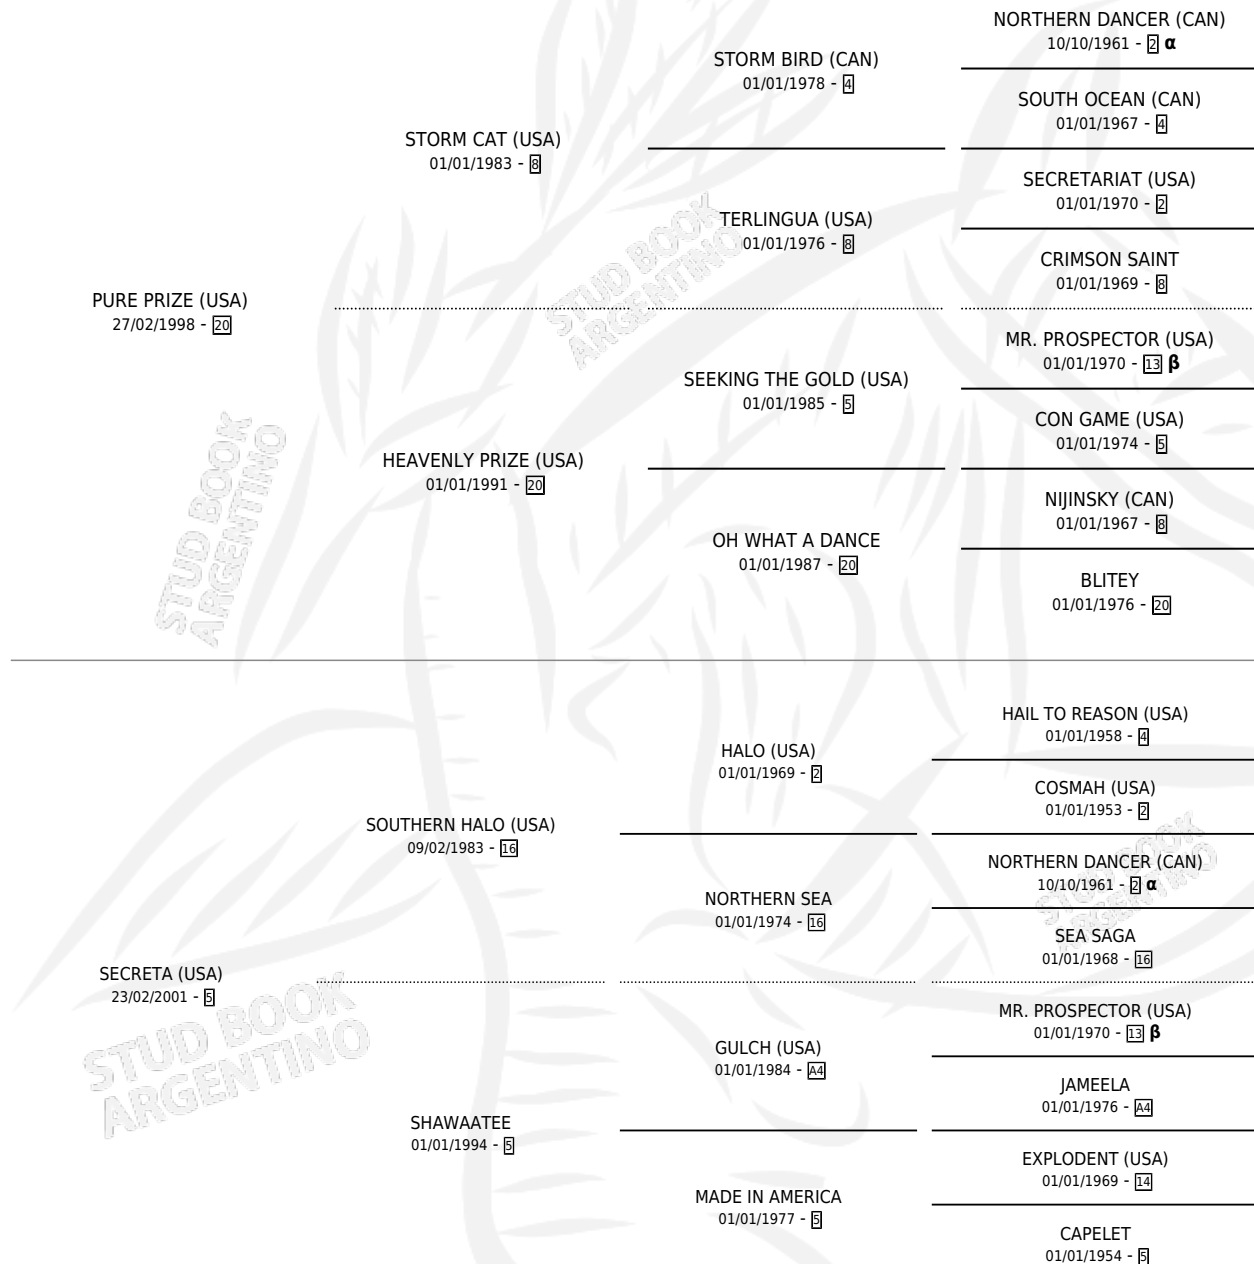 NORTHERN DANCER (CAN)
10/10/1961 - 2 α
STORM BIRD (CAN)
01/01/1978 - 4
SOUTH OCEAN (CAN)
01/01/1967 - 4
STORM CAT (USA)
01/01/1983 - 8
SECRETARIAT (USA)
01/01/1970 - 2
TERLINGUA (USA)
01/01/1976 - 8
CRIMSON SAINT
01/01/1969 - 8
STUD BOOK
ARGENTINO
PURE PRIZE (USA)
27/02/1998 - 20
MR. PROSPECTOR (USA)
01/01/1970 - 13 β
SEEKING THE GOLD (USA)
01/01/1985 - 5
CON GAME (USA)
01/01/1974 - 5
HEAVENLY PRIZE (USA)
01/01/1991 - 20
NIJINSKY (CAN)
01/01/1967 - 8
OH WHAT A DANCE
01/01/1987 - 20
BLITEY
01/01/1976 - 20
STUD BOOK
ARGENTINO
HAIL TO REASON (USA)
01/01/1958 - 4
HALO (USA)
01/01/1969 - 2
COSMAH (USA)
01/01/1953 - 2
SOUTHERN HALO (USA)
09/02/1983 - 16
NORTHERN DANCER (CAN)
10/10/1961 - 2 α
STUD BOOK
ARGENTINO
NORTHERN SEA
01/01/1974 - 16
SEA SAGA
01/01/1968 - 16
SECRETA (USA)
23/02/2001 - 5
STUD BOOK
ARGENTINO
MR. PROSPECTOR (USA)
01/01/1970 - 13 β
GULCH (USA)
01/01/1984 - A4
JAMEELA
01/01/1976 - A4
SHAWAATEE
01/01/1994 - 5
EXPLODENT (USA)
01/01/1969 - 14
MADE IN AMERICA
01/01/1977 - 5
CAPELET
01/01/1954 - 5